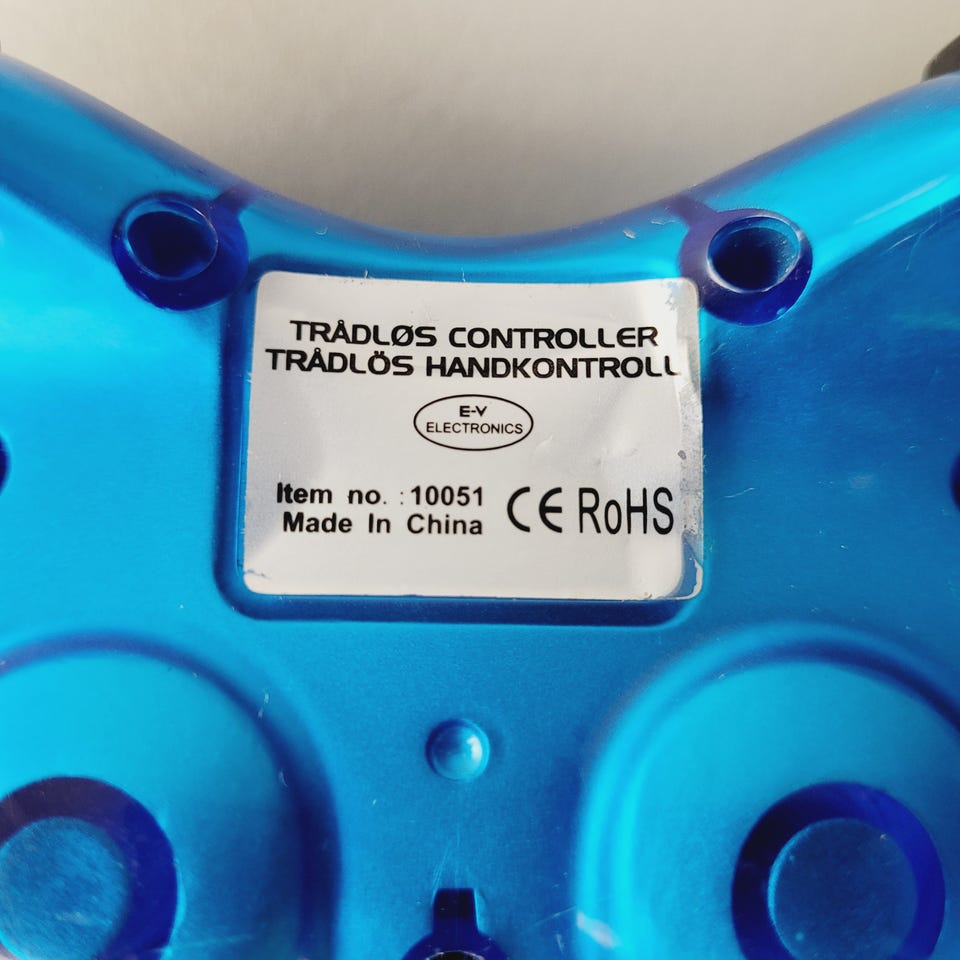 TRÅDLØS CONTROLLER
TRÅDLÖS HANDKONTROLL
E-V
ELECTRONICS
Item no. : 10051
Made In China
CE RoHS